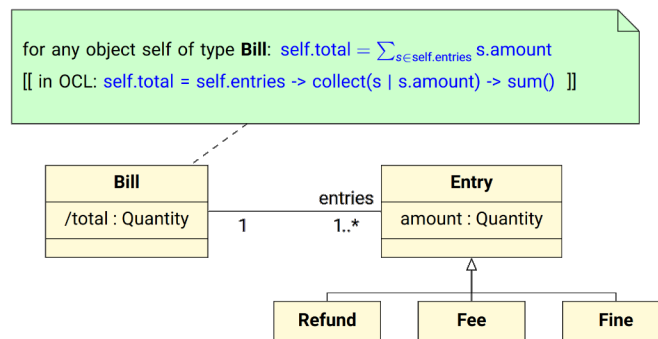 for any object self of type Bill: self.total = ∑s∈self.entries s.amount
[[ in OCL: self.total = self.entries -> collect(s | s.amount) -> sum() ]]
Bill
/total : Quantity
1
entries
1..*
Entry
amount : Quantity
Refund
Fee
Fine